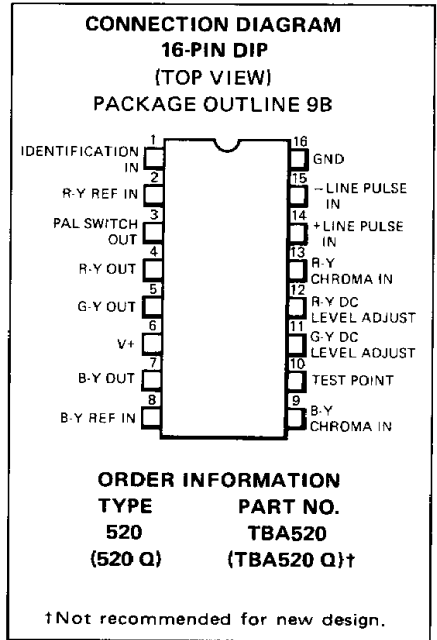 CONNECTION DIAGRAM
16-PIN DIP
(TOP VIEW)
PACKAGE OUTLINE 9B
1
IDENTIFICATION
IN
2
R-Y REF IN
3
PAL SWITCH
OUT
4
R-Y OUT
5
G-Y OUT
6
V+
7
B-Y OUT
8
B-Y REF IN
16
GND
15
–LINE PULSE
IN
14
+LINE PULSE
IN
13
R-Y
CHROMA IN
12
R-Y DC
LEVEL ADJUST
11
G-Y DC
LEVEL ADJUST
10
TEST POINT
9
B-Y
CHROMA IN
ORDER INFORMATION
TYPE PART NO.
520 TBA520
(520 Q) (TBA520 Q)†
†Not recommended for new design.